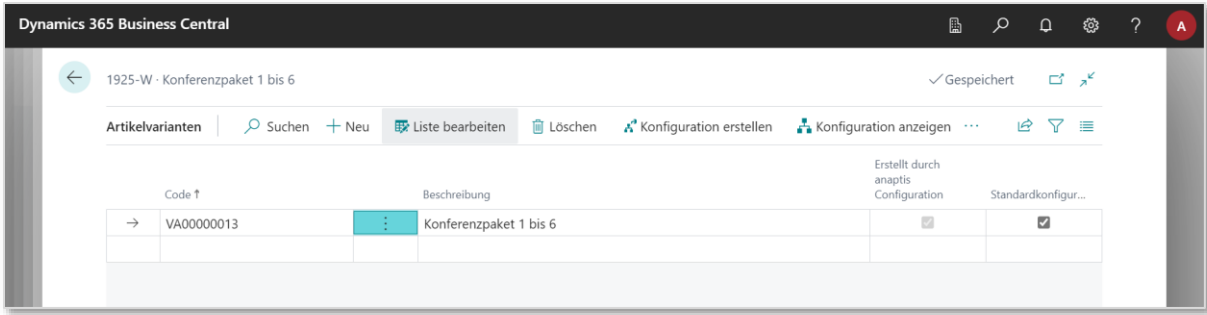 Dynamics 365 Business Central
?
A
1925-W · Konferenzpaket 1 bis 6
✓Gespeichert
Artikelvarianten
Suchen
+ Neu
Liste bearbeiten
Löschen
Konfiguration erstellen
Konfiguration anzeigen
···
Erstellt durch
anaptis
Configuration
Code ↑
Beschreibung
Standardkonfigur...
→ VA00000013
Konferenzpaket 1 bis 6